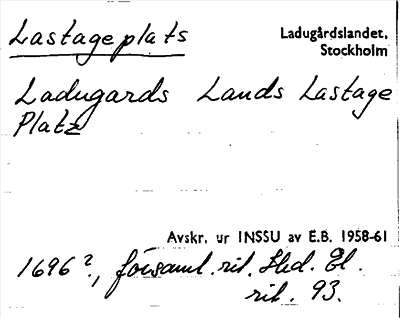 Lastageplats
Ladugårdslandet,
Stockholm
Ladugards Lands Lastage
Platz
Avskr. ur INSSU av E.B. 1958-61
1696?, församl. rit. Hed. El.
rit. 93.